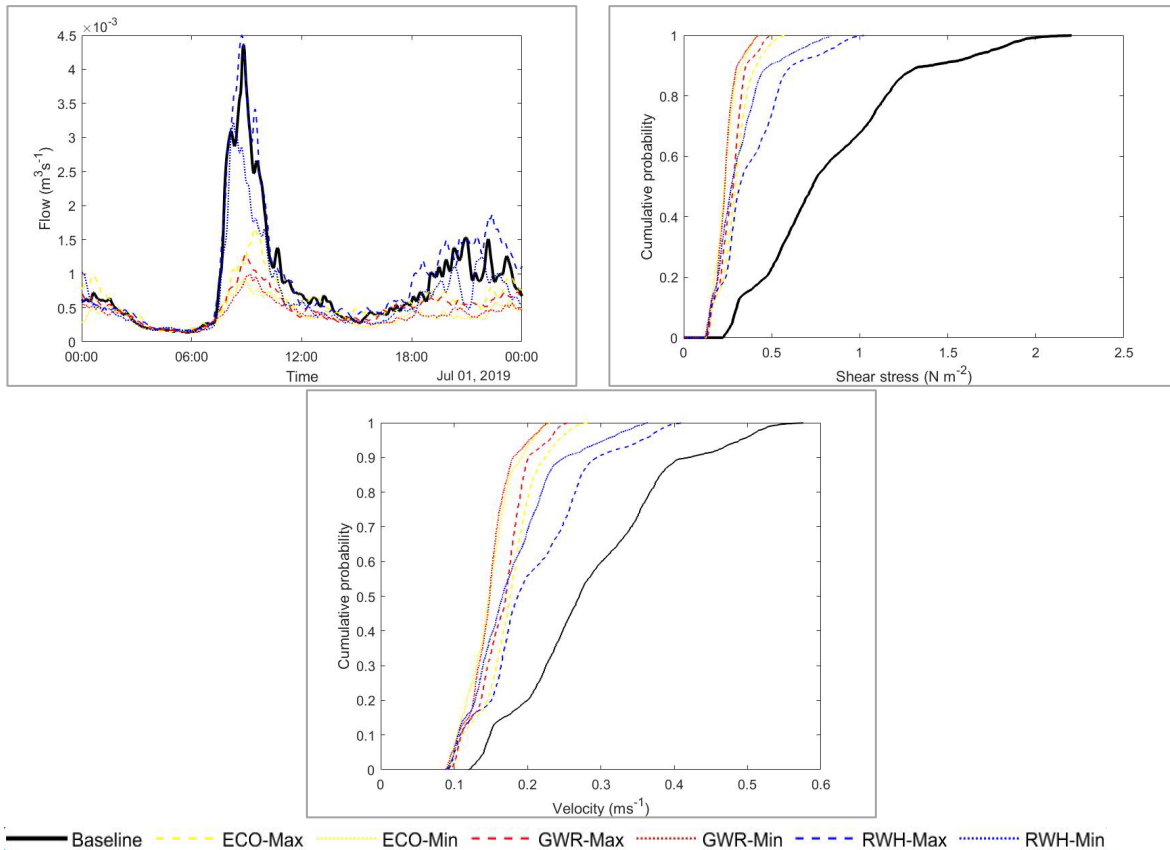 ×10⁻³
4.5
4
3.5
3
2.5
2
1.5
1
0.5
0
Flow (m³s⁻¹)
00:00 06:00 12:00 18:00 00:00
Time
Jul 01, 2019
1
0.8
0.6
0.4
0.2
0
Cumulative probability
0 0.5 1 1.5 2 2.5
Shear stress (N m⁻²)
1
0.9
0.8
0.7
0.6
0.5
0.4
0.3
0.2
0.1
0
Cumulative probability
0 0.1 0.2 0.3 0.4 0.5 0.6
Velocity (ms⁻¹)
Baseline ECO-Max ECO-Min GWR-Max GWR-Min RWH-Max RWH-Min